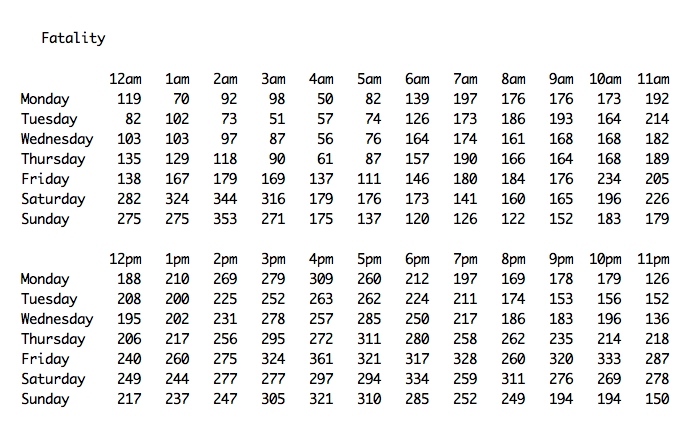 Fatality
12am 1am 2am 3am 4am 5am 6am 7am 8am 9am 10am 11am
Monday 119 70 92 98 50 82 139 197 176 176 173 192
Tuesday 82 102 73 51 57 74 126 173 186 193 164 214
Wednesday 103 103 97 87 56 76 164 174 161 168 168 182
Thursday 135 129 118 90 61 87 157 190 166 164 168 189
Friday 138 167 179 169 137 111 146 180 184 176 234 205
Saturday 282 324 344 316 179 176 173 141 160 165 196 226
Sunday 275 275 353 271 175 137 120 126 122 152 183 179
12pm 1pm 2pm 3pm 4pm 5pm 6pm 7pm 8pm 9pm 10pm 11pm
Monday 188 210 269 279 309 260 212 197 169 178 179 126
Tuesday 208 200 225 252 263 262 224 211 174 153 156 152
Wednesday 195 202 231 278 257 285 250 217 186 183 196 136
Thursday 206 217 256 295 272 311 280 258 262 235 214 218
Friday 240 260 275 324 361 321 317 328 260 320 333 287
Saturday 249 244 277 277 297 294 334 259 311 276 269 278
Sunday 217 237 247 305 321 310 285 252 249 194 194 150